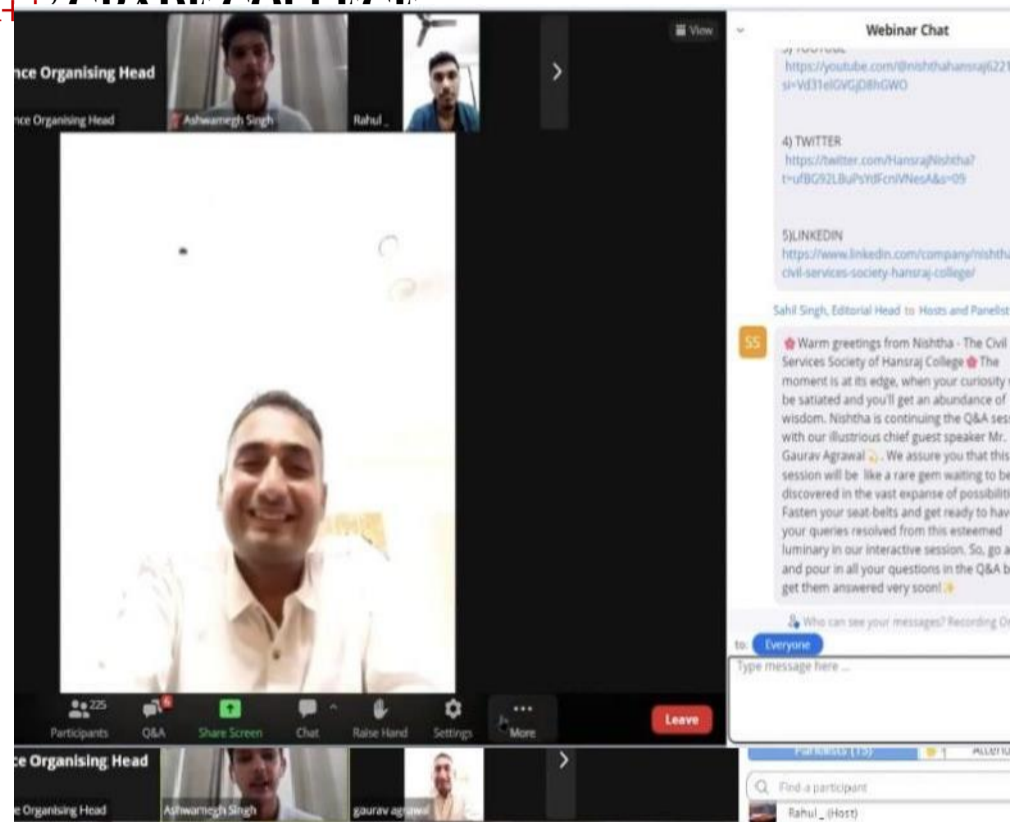 View
nce Organising Head
nce Organising Head
Ashwamegh Singh
Rahul _
225
6
Participants
Q&A
Share Screen
Chat
Raise Hand
Settings
More
Leave
Webinar Chat
https://youtube.com/@nishthahansraj6221
4) TWITTER
https://twitter.com/HansrajNishtha?
5)LINKEDIN
https://www.linkedin.com/company/nishtha
civil-services-society-hansraj-college/
Sahil Singh, Editorial Head to Hosts and Panelist
SS
🌸 Warm greetings from Nishtha - The Civil
Services Society of Hansraj College 🌸 The
moment is at its edge, when your curiosity
be satiated and you'll get an abundance of
wisdom. Nishtha is continuing the Q&A ses
with our illustrious chief guest speaker Mr.
Gaurav Agrawal 💫. We assure you that this
session will be like a rare gem waiting to be
discovered in the vast expanse of possibiliti
Fasten your seat-belts and get ready to hav
your queries resolved from this esteemed
luminary in our interactive session. So, go a
and pour in all your questions in the Q&A b
get them answered very soon! ✨
Who can see your messages? Recording O
to: Everyone
Type message here ...
ce Organising Head
e Organising Head
Ashwamegh Singh
gaurav agrawal
Panelists (15)
Find a participant
Rahul _ (Host)